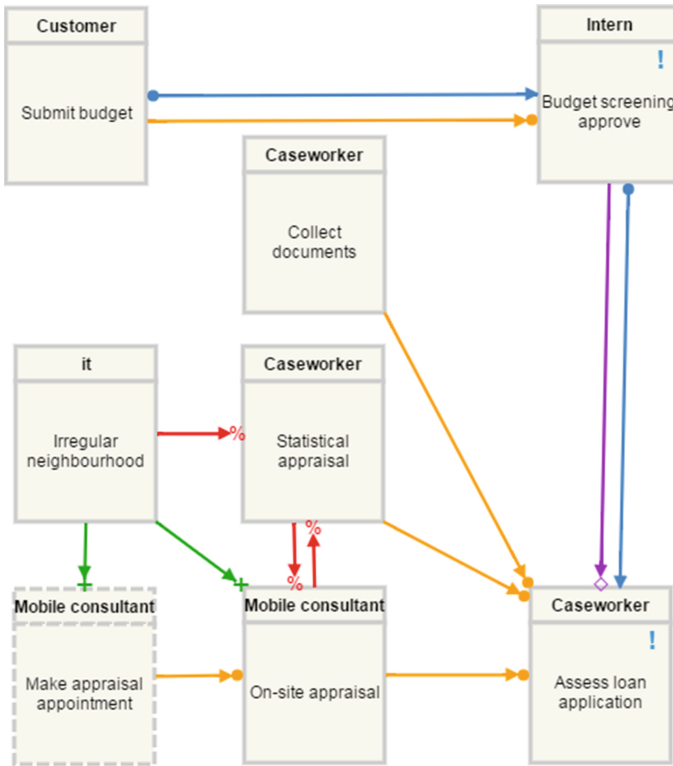 Customer
Submit budget
Intern
!
Budget screening
approve
Caseworker
Collect
documents
it
Irregular
neighbourhood
%
Caseworker
Statistical
appraisal
%
%
+
+
Mobile consultant
Make appraisal
appointment
Mobile consultant
On-site appraisal
Caseworker
!
Assess loan
application